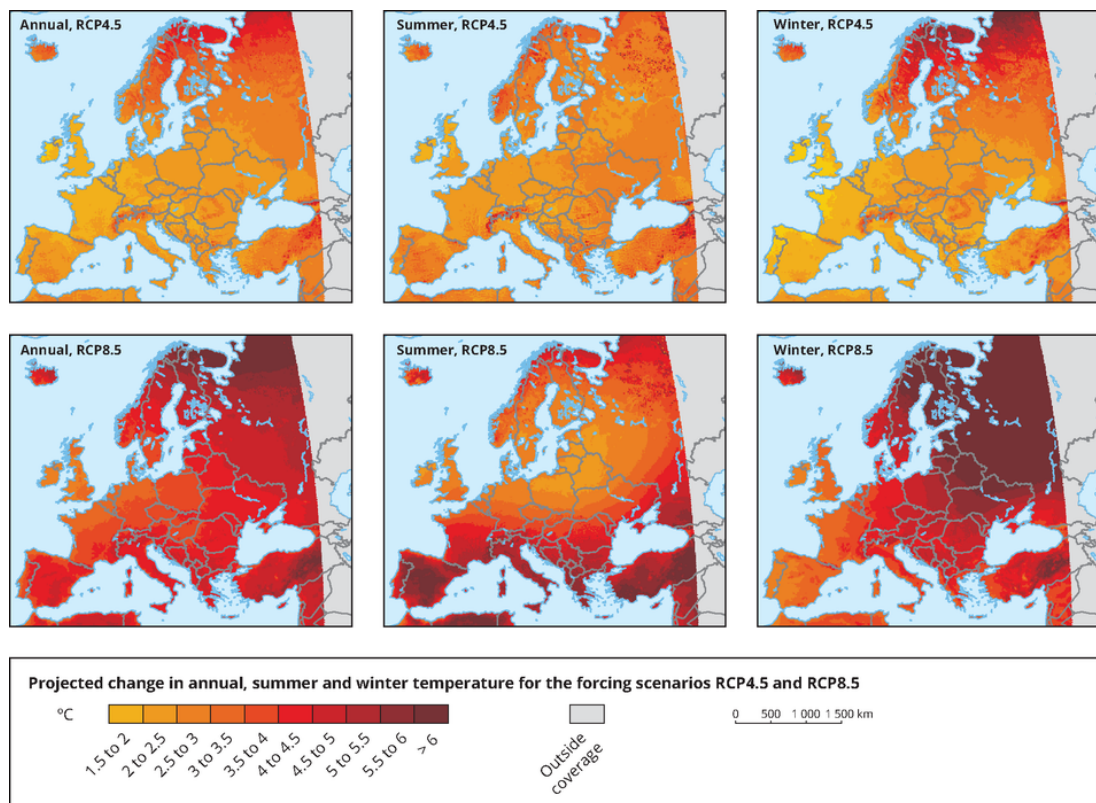 Annual, RCP4.5
Summer, RCP4.5
Winter, RCP4.5
Annual, RCP8.5
Summer, RCP8.5
Winter, RCP8.5
Projected change in annual, summer and winter temperature for the forcing scenarios RCP4.5 and RCP8.5
ºC
1.5 to 2
2 to 2.5
2.5 to 3
3 to 3.5
3.5 to 4
4 to 4.5
4.5 to 5
5 to 5.5
5.5 to 6
> 6
Outside
coverage
0 500 1 000 1 500 km